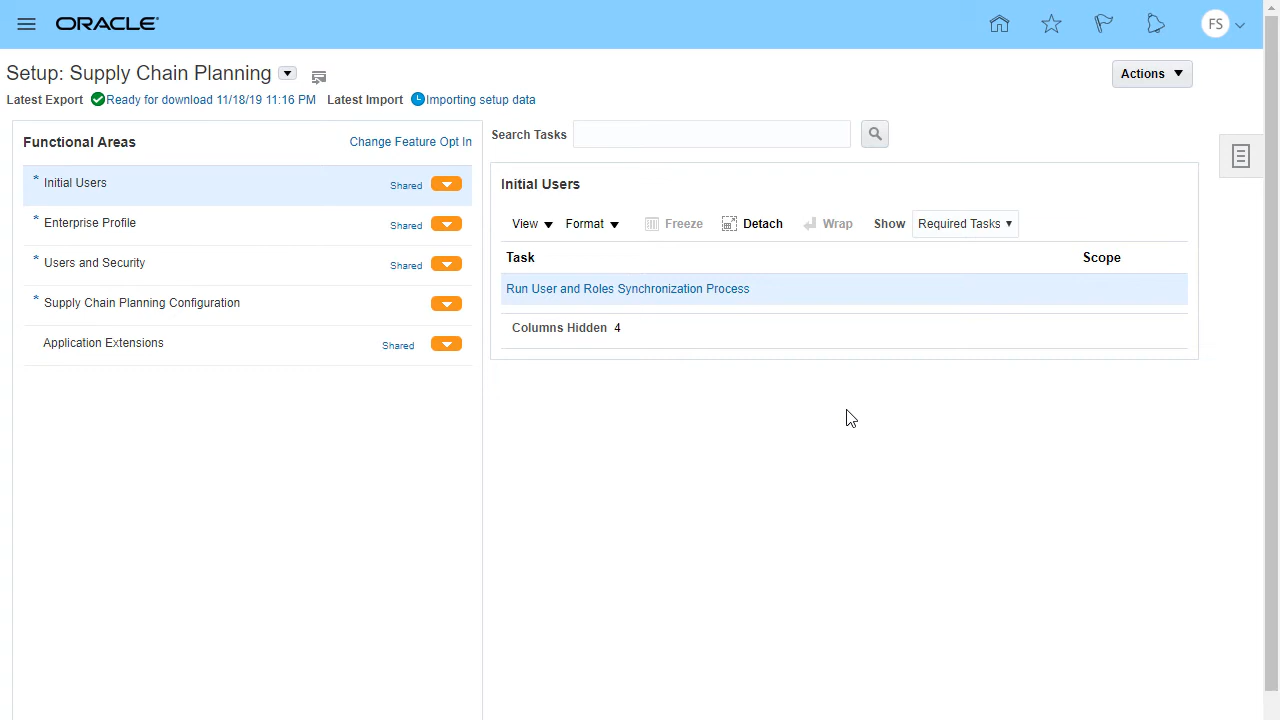 ORACLE
FS
Setup: Supply Chain Planning
Actions
Latest Export Ready for download 11/18/19 11:16 PM Latest Import Importing setup data
Functional Areas
Change Feature Opt In
* Initial Users Shared
* Enterprise Profile Shared
* Users and Security Shared
* Supply Chain Planning Configuration
Application Extensions Shared
Search Tasks
Initial Users
View Format Freeze Detach Wrap Show Required Tasks
Task Scope
Run User and Roles Synchronization Process
Columns Hidden 4